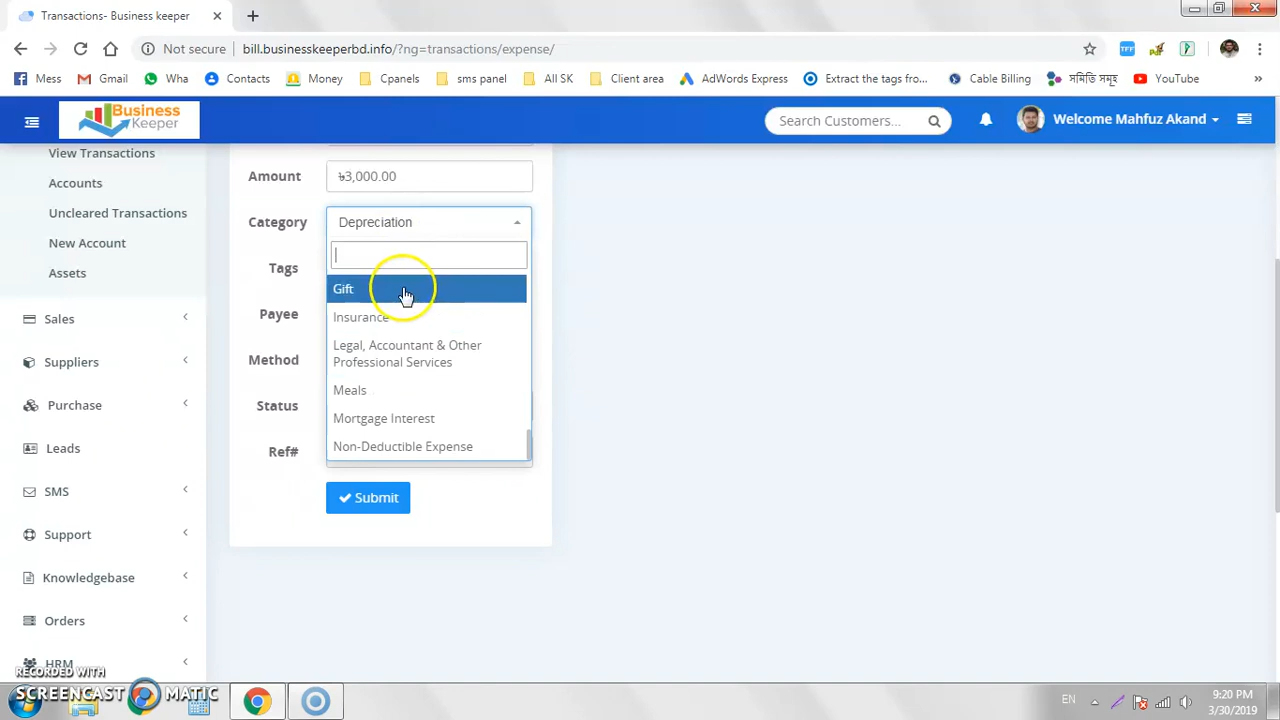 Transactions- Business keeper
Not secure
bill.businesskeeperbd.info/?ng=transactions/expense/
Mess
Gmail
Wha
Contacts
Money
Cpanels
sms panel
All SK
Client area
AdWords Express
Extract the tags fro...
Cable Billing
সমিতি সমূহ
YouTube
»
Business
Keeper
Search Customers...
Welcome Mahfuz Akand
View Transactions
Accounts
Uncleared Transactions
New Account
Assets
Sales
Suppliers
Purchase
Leads
SMS
Support
Knowledgebase
Orders
HRM
Amount
৳3,000.00
Category
Depreciation
Tags
Gift
Insurance
Payee
Legal, Accountant & Other
Professional Services
Method
Meals
Status
Mortgage Interest
Non-Deductible Expense
Ref#
Submit
RECORDED WITH
SCREENCAST MATIC
EN
9:20 PM
3/30/2019